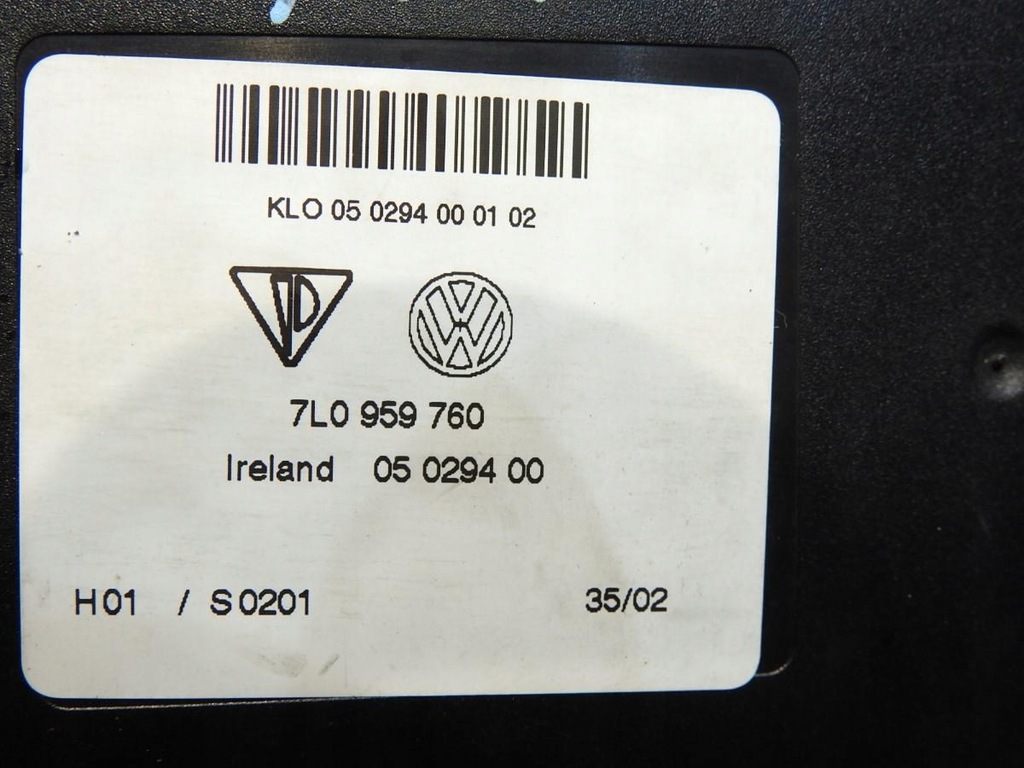 KLO 05 0294 00 01 02
7L0 959 760
Ireland 05 0294 00
H01 / S0201
35/02